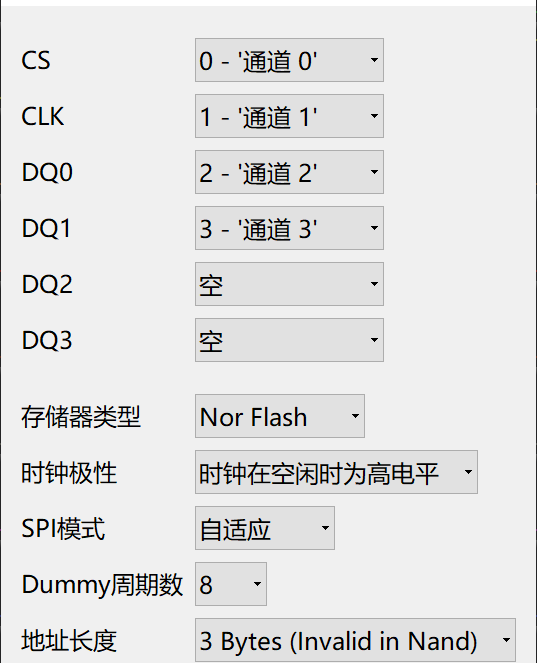 CS 0 - '通道 0'
CLK 1 - '通道 1'
DQ0 2 - '通道 2'
DQ1 3 - '通道 3'
DQ2 空
DQ3 空
存储器类型 Nor Flash
时钟极性 时钟在空闲时为高电平
SPI模式 自适应
Dummy周期数 8
地址长度 3 Bytes (Invalid in Nand)